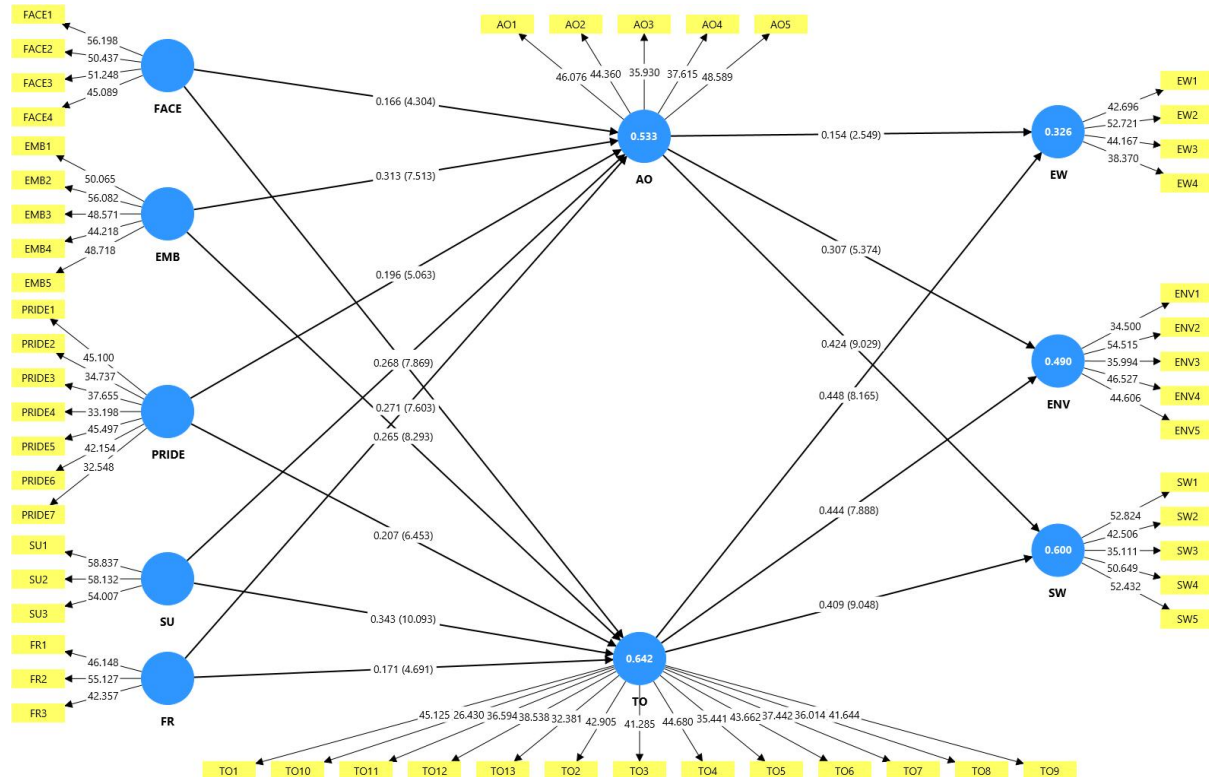 FACE1
FACE2
FACE3
FACE4
56.198
50.437
51.248
45.089
FACE
EMB1
EMB2
EMB3
EMB4
EMB5
50.065
56.082
48.571
44.218
48.718
EMB
PRIDE1
PRIDE2
PRIDE3
PRIDE4
PRIDE5
PRIDE6
PRIDE7
45.100
34.737
37.655
33.198
45.497
42.154
32.548
PRIDE
SU1
SU2
SU3
58.837
58.132
54.007
SU
FR1
FR2
FR3
46.148
55.127
42.357
FR
AO1 AO2 AO3 AO4 AO5
46.076 44.360 35.930 37.615 48.589
0.533
AO
0.166 (4.304)
0.313 (7.513)
0.196 (5.063)
0.268 (7.869)
0.271 (7.603)
0.265 (8.293)
0.207 (6.453)
0.343 (10.093)
0.171 (4.691)
0.154 (2.549)
0.307 (5.374)
0.424 (9.029)
0.448 (8.165)
0.444 (7.888)
0.409 (9.048)
0.642
TO
45.125 26.430 36.594 38.538 32.381 42.905 41.285 44.680 35.441 43.662 37.442 36.014 41.644
TO1 TO10 TO11 TO12 TO13 TO2 TO3 TO4 TO5 TO6 TO7 TO8 TO9
0.326
EW
42.696
52.721
44.167
38.370
EW1
EW2
EW3
EW4
0.490
ENV
34.500
54.515
35.994
46.527
44.606
ENV1
ENV2
ENV3
ENV4
ENV5
0.600
SW
52.824
42.506
35.111
50.649
52.432
SW1
SW2
SW3
SW4
SW5